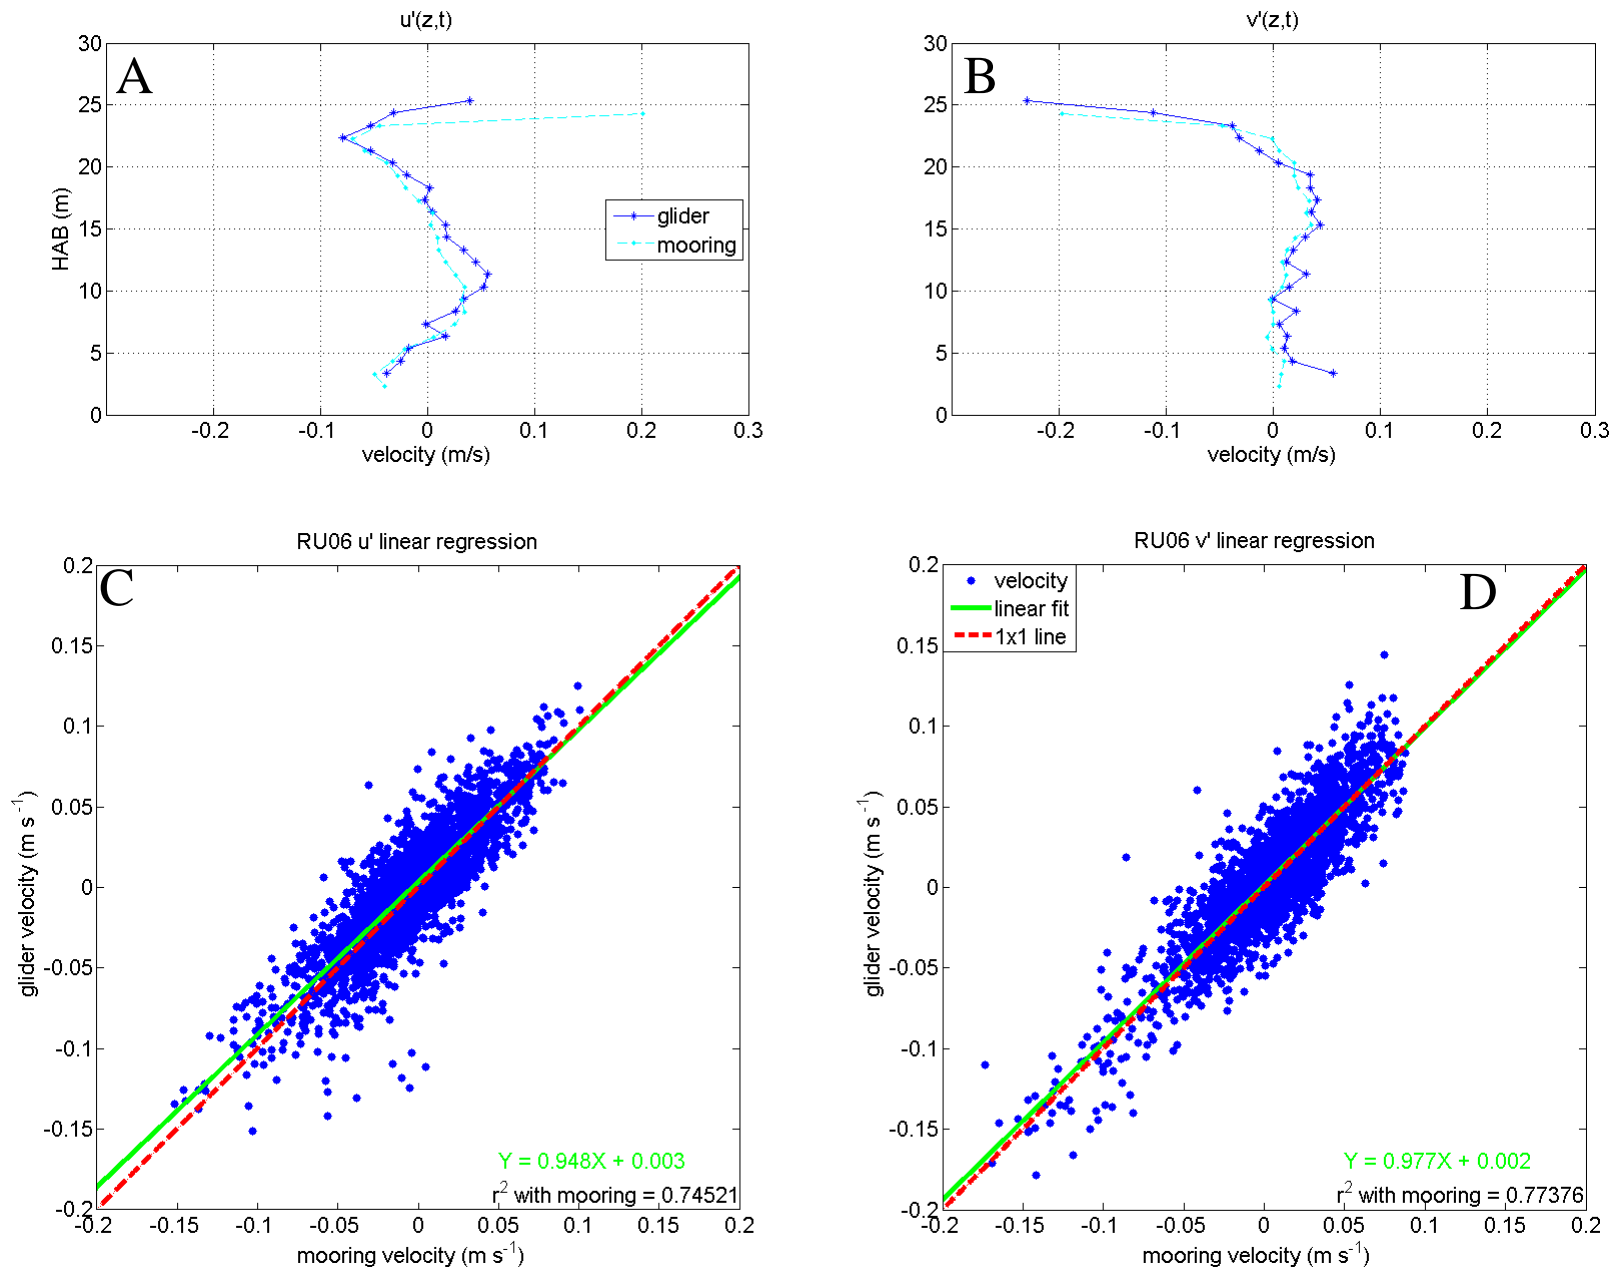 u'(z,t)
A
30
25
20
15
10
5
0
HAB (m)
glider
mooring
-0.2 -0.1 0 0.1 0.2 0.3
velocity (m/s)
v'(z,t)
B
30
25
20
15
10
5
0
-0.2 -0.1 0 0.1 0.2 0.3
velocity (m/s)
RU06 u' linear regression
C
0.2
0.15
0.1
0.05
0
-0.05
-0.1
-0.15
-0.2
glider velocity (m s⁻¹)
Y = 0.948X + 0.003
r² with mooring = 0.74521
-0.2 -0.15 -0.1 -0.05 0 0.05 0.1 0.15 0.2
mooring velocity (m s⁻¹)
RU06 v' linear regression
velocity
linear fit
1x1 line
D
0.2
0.15
0.1
0.05
0
-0.05
-0.1
-0.15
-0.2
glider velocity (m s⁻¹)
Y = 0.977X + 0.002
r² with mooring = 0.77376
-0.2 -0.15 -0.1 -0.05 0 0.05 0.1 0.15 0.2
mooring velocity (m s⁻¹)